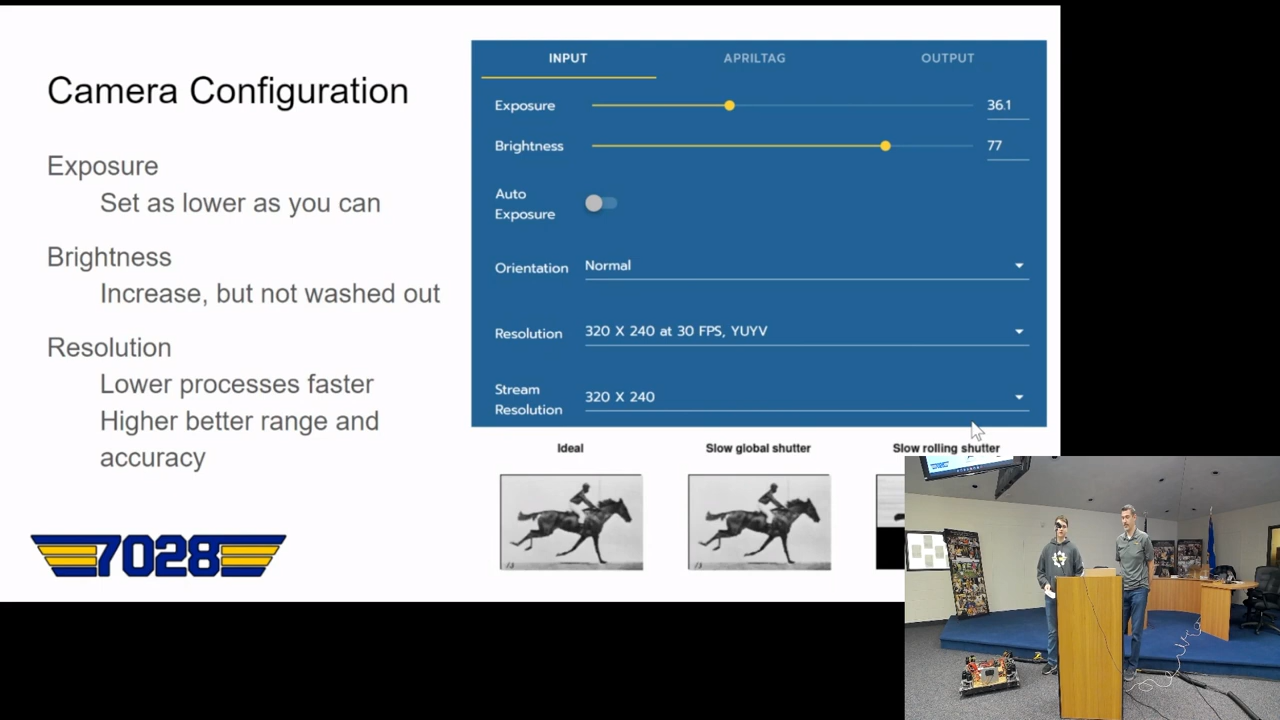 Camera Configuration
Exposure
Set as lower as you can
Brightness
Increase, but not washed out
Resolution
Lower processes faster
Higher better range and
accuracy
7028
INPUT
APRILTAG
OUTPUT
Exposure
36.1
Brightness
77
Auto
Exposure
Orientation
Normal
Resolution
320 X 240 at 30 FPS, YUYV
Stream
Resolution
320 X 240
Ideal
Slow global shutter
Slow rolling shutter